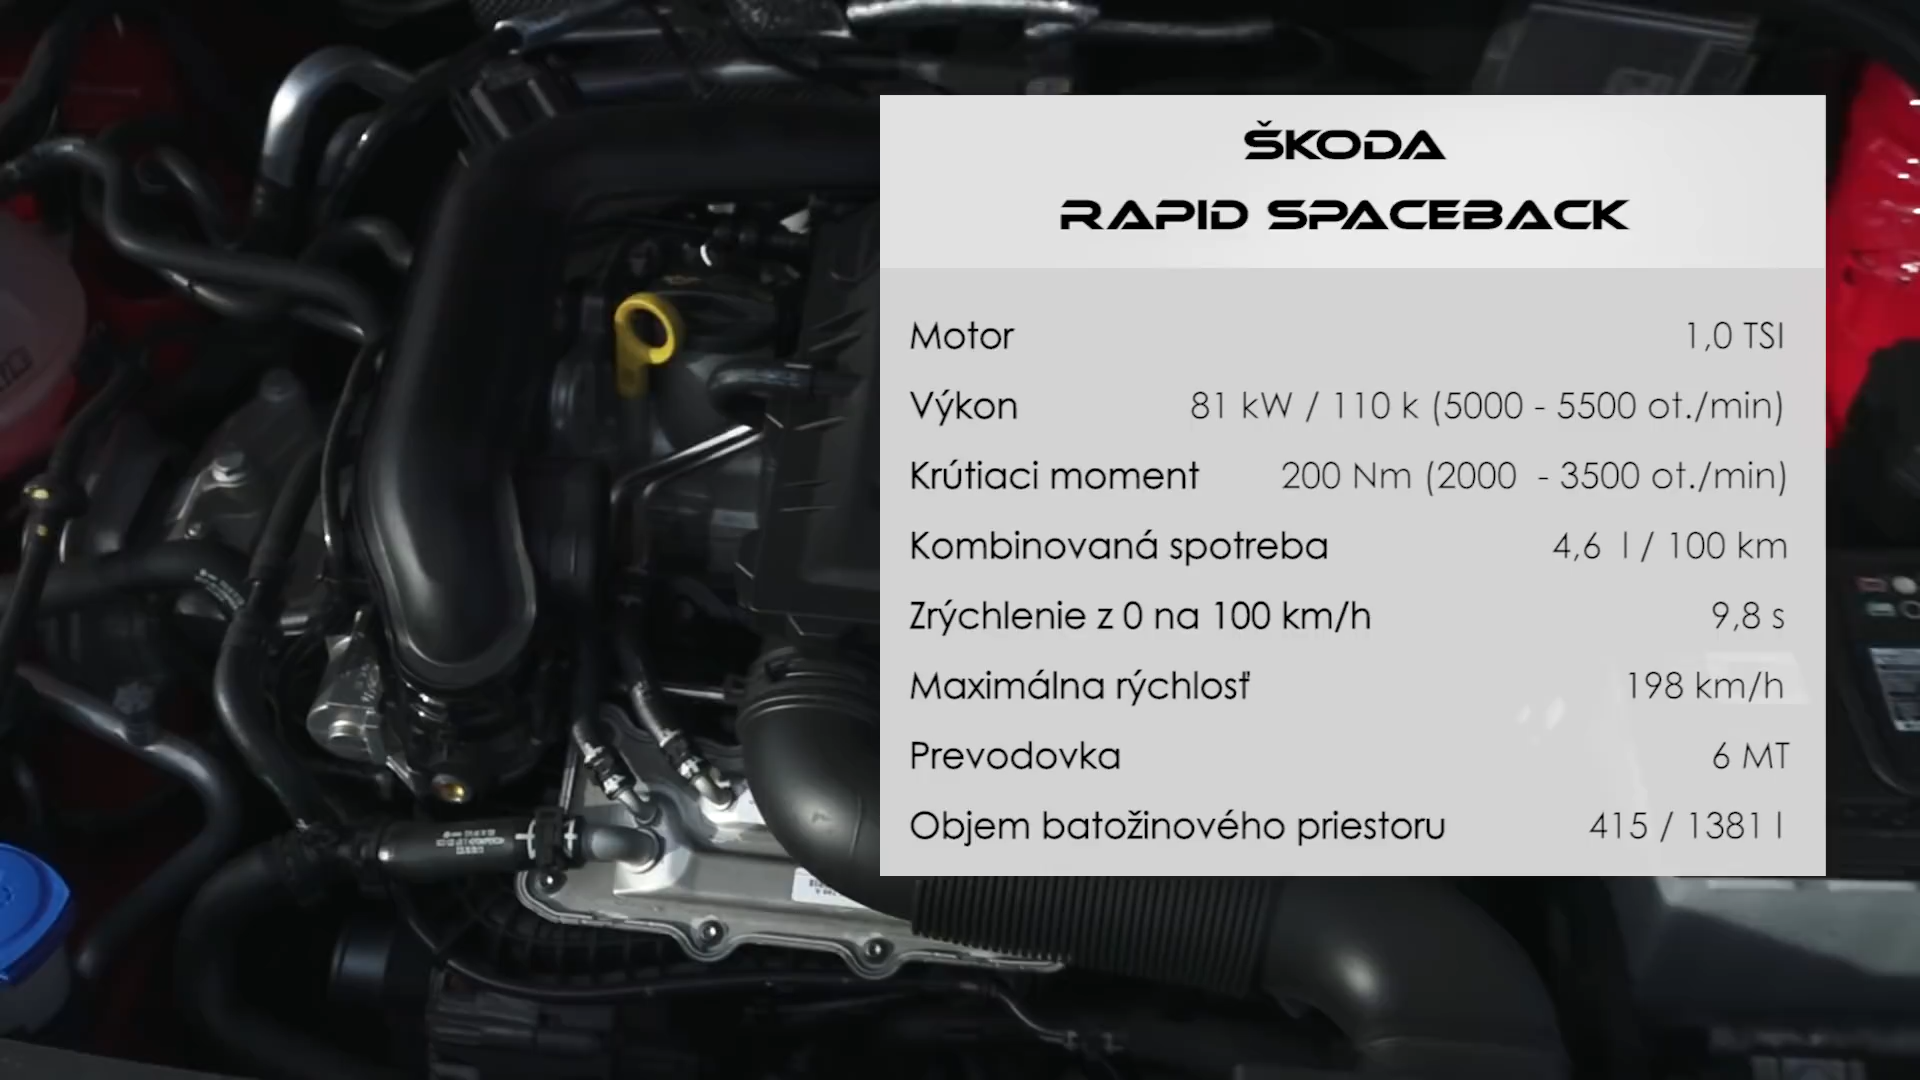 ŠKODA
RAPID SPACEBACK
Motor 1,0 TSI
Výkon 81 kW / 110 k (5000 - 5500 ot./min)
Krútiaci moment 200 Nm (2000 - 3500 ot./min)
Kombinovaná spotreba 4,6 l / 100 km
Zrýchlenie z 0 na 100 km/h 9,8 s
Maximálna rýchlosť 198 km/h
Prevodovka 6 MT
Objem batožinového priestoru 415 / 1381 l